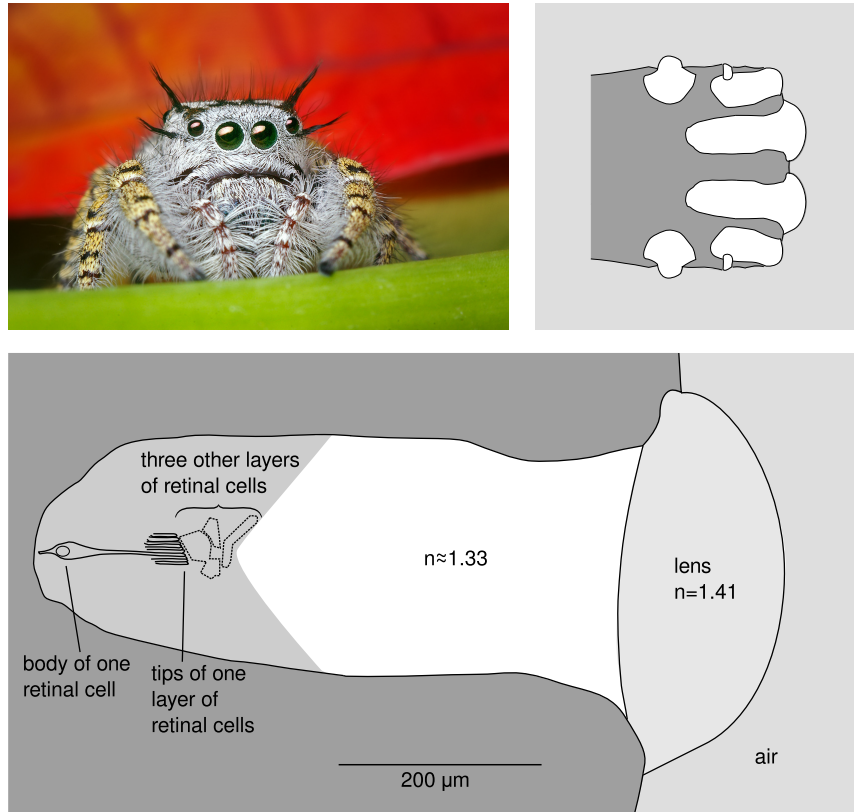 three other layers
of retinal cells
n≈1.33
lens
n=1.41
body of one
retinal cell
tips of one
layer of
retinal cells
air
200 μm